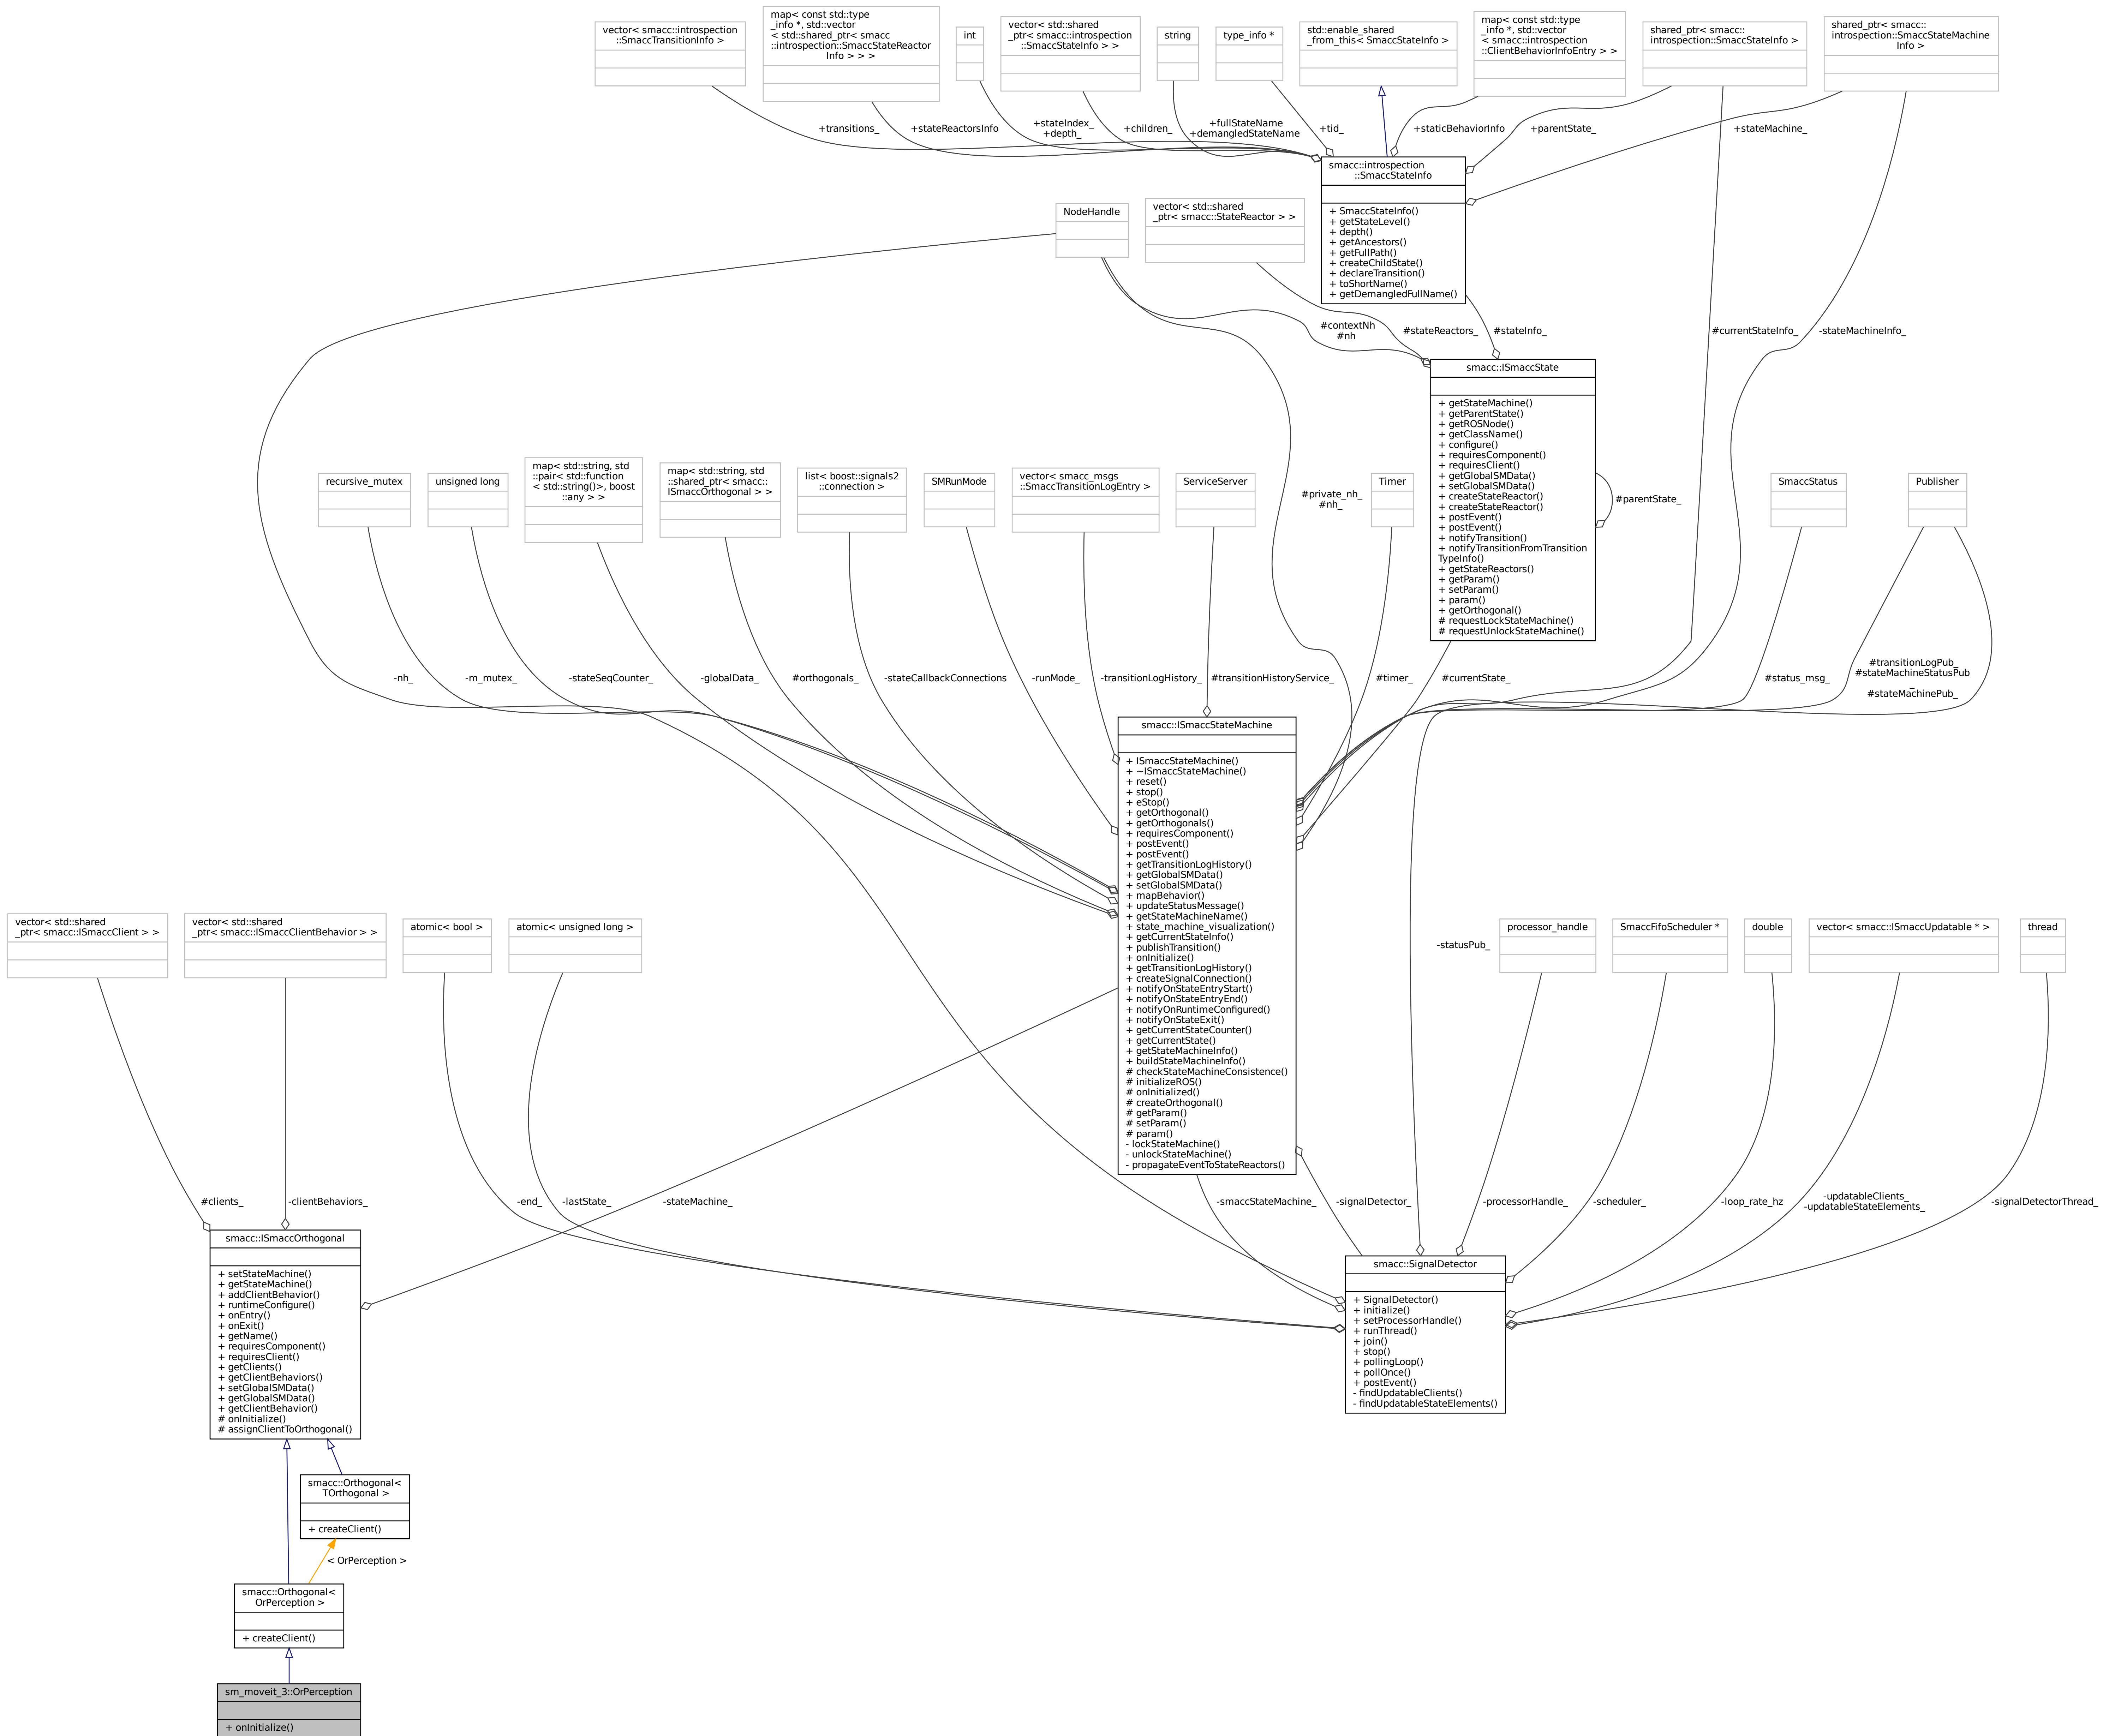 vector< smacc::introspection
::SmaccTransitionInfo >
map< const std::type
_info *, std::vector
< std::shared_ptr< smacc
::introspection::SmaccStateReactor
Info > > >
int
vector< std::shared
_ptr< smacc::introspection
::SmaccStateInfo > >
string
type_info *
std::enable_shared
_from_this< SmaccStateInfo >
map< const std::type
_info *, std::vector
< smacc::introspection
::ClientBehaviorInfoEntry > >
shared_ptr< smacc::
introspection::SmaccStateInfo >
shared_ptr< smacc::
introspection::SmaccStateMachine
Info >
+transitions_
+stateReactorsInfo
+stateIndex_
+depth_
+children_
+fullStateName
+demangledStateName
+tid_
+staticBehaviorInfo
+parentState_
+stateMachine_
smacc::introspection
::SmaccStateInfo
+ SmaccStateInfo()
+ getStateLevel()
+ depth()
+ getAncestors()
+ getFullPath()
+ createChildState()
+ declareTransition()
+ toShortName()
+ getDemangledFullName()
NodeHandle
vector< std::shared
_ptr< smacc::StateReactor > >
#contextNh
#nh
#stateReactors_
#stateInfo_
#currentStateInfo_
-stateMachineInfo_
smacc::ISmaccState
+ getStateMachine()
+ getParentState()
+ getROSNode()
+ getClassName()
+ configure()
+ requiresComponent()
+ requiresClient()
+ getGlobalSMData()
+ setGlobalSMData()
+ createStateReactor()
+ createStateReactor()
+ postEvent()
+ postEvent()
+ notifyTransition()
+ notifyTransitionFromTransition
TypeInfo()
+ getStateReactors()
+ getParam()
+ setParam()
+ param()
+ getOrthogonal()
# requestLockStateMachine()
# requestUnlockStateMachine()
#parentState_
recursive_mutex
unsigned long
map< std::string, std
::pair< std::function
< std::string()>, boost
::any > >
map< std::string, std
::shared_ptr< smacc::
ISmaccOrthogonal > >
list< boost::signals2
::connection >
SMRunMode
vector< smacc_msgs
::SmaccTransitionLogEntry >
ServiceServer
#private_nh_
#nh_
Timer
SmaccStatus
Publisher
-nh_
-m_mutex_
-stateSeqCounter_
-globalData_
#orthogonals_
-stateCallbackConnections
-runMode_
-transitionLogHistory_
#transitionHistoryService_
#timer_
#currentState_
#status_msg_
#transitionLogPub_
#stateMachineStatusPub
_
#stateMachinePub_
smacc::ISmaccStateMachine
+ ISmaccStateMachine()
+ ~ISmaccStateMachine()
+ reset()
+ stop()
+ eStop()
+ getOrthogonal()
+ getOrthogonals()
+ requiresComponent()
+ postEvent()
+ postEvent()
+ getTransitionLogHistory()
+ getGlobalSMData()
+ setGlobalSMData()
+ mapBehavior()
+ updateStatusMessage()
+ getStateMachineName()
+ state_machine_visualization()
+ getCurrentStateInfo()
+ publishTransition()
+ onInitialize()
+ getTransitionLogHistory()
+ createSignalConnection()
+ notifyOnStateEntryStart()
+ notifyOnStateEntryEnd()
+ notifyOnRuntimeConfigured()
+ notifyOnStateExit()
+ getCurrentStateCounter()
+ getCurrentState()
+ getStateMachineInfo()
+ buildStateMachineInfo()
# checkStateMachineConsistence()
# initializeROS()
# onInitialized()
# createOrthogonal()
# getParam()
# setParam()
# param()
- lockStateMachine()
- unlockStateMachine()
- propagateEventToStateReactors()
vector< std::shared
_ptr< smacc::ISmaccClient > >
vector< std::shared
_ptr< smacc::ISmaccClientBehavior > >
atomic< bool >
atomic< unsigned long >
-statusPub_
processor_handle
SmaccFifoScheduler *
double
vector< smacc::ISmaccUpdatable * >
thread
#clients_
-clientBehaviors_
-end_
-lastState_
-stateMachine_
-smaccStateMachine_
-signalDetector_
-processorHandle_
-scheduler_
-loop_rate_hz
-updatableClients_
-updatableStateElements_
-signalDetectorThread_
smacc::ISmaccOrthogonal
+ setStateMachine()
+ getStateMachine()
+ addClientBehavior()
+ runtimeConfigure()
+ onEntry()
+ onExit()
+ getName()
+ requiresComponent()
+ requiresClient()
+ getClients()
+ getClientBehaviors()
+ setGlobalSMData()
+ getGlobalSMData()
+ getClientBehavior()
# onInitialize()
# assignClientToOrthogonal()
smacc::SignalDetector
+ SignalDetector()
+ initialize()
+ setProcessorHandle()
+ runThread()
+ join()
+ stop()
+ pollingLoop()
+ pollOnce()
+ postEvent()
- findUpdatableClients()
- findUpdatableStateElements()
smacc::Orthogonal<
TOrthogonal >
+ createClient()
< OrPerception >
smacc::Orthogonal<
OrPerception >
+ createClient()
sm_moveit_3::OrPerception
+ onInitialize()